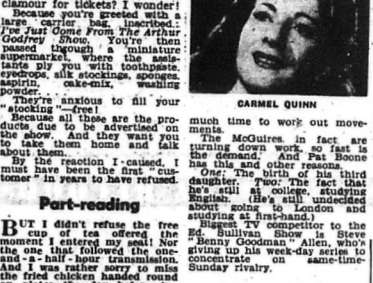 clamour for tickets? I wonder!
Because you're greeted with a
large carrier bag, inscribed:
I've Just Come From The Arthur
Godfrey Show. You're then
passed through a miniature
supermarket, where the assis-
tants ply you with toothpaste,
eyedrops, silk stockings, sponges,
aspirin, cake-mix, washing
powder.
They're anxious to fill your
"stocking"—free!
Because all these are the pro-
ducts due to be advertised on
the show. And they want you
to take them home and talk
about them.
By the reaction I caused, I
must have been the first "cus-
tomer" in years to have refused.
Part-reading
BUT I didn't refuse the free
cup of tea offered the
moment I entered my seat! Nor
the one that followed the one-
and-a-half-hour transmission.
And I was rather sorry to miss
the fried chicken handed round
CARMEL QUINN
much time to work out move-
ments.
The McGuires, in fact, are
turning down work, so fast is
the demand. And Pat Boone
has this and other reasons.
One: The birth of his third
daughter. Two: The fact that
he's still at college, studying
English. (He's still undecided
about going to London and
studying at first-hand.)
Biggest TV competitor to the
Ed. Sullivan Show is Steve
"Benny Goodman" Allen, who's
giving up his week-day series to
concentrate on same-time-
Sunday rivalry.